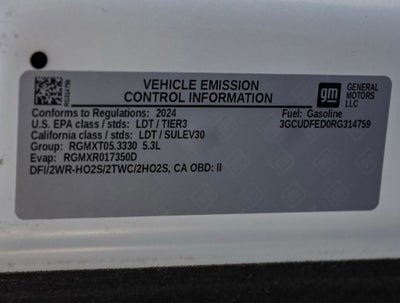 VEHICLE EMISSION
CONTROL INFORMATION
gm
GENERAL
MOTORS
LLC
Conforms to Regulations: 2024
Fuel: Gasoline
U.S. EPA class / stds: LDT / TIER3
3GCUDFED0RG314759
California class / stds: LDT / SULEV30
Group: RGMXT05.3330 5.3L
Evap: RGMXR017350D
DFI/2WR-HO2S/2TWC/2HO2S, CA OBD: II
RG314759